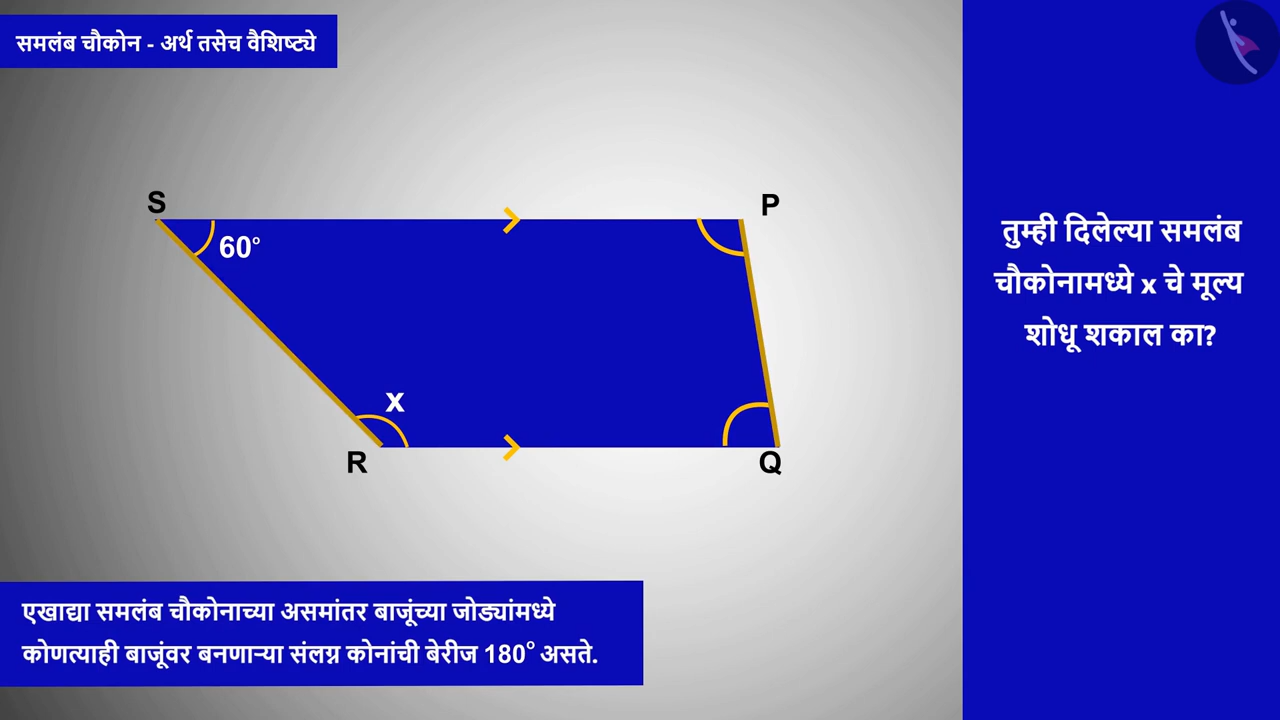 समलंब चौकोन - अर्थ तसेच वैशिष्ट्ये
S
P
60°
x
R
Q
तुम्ही दिलेल्या समलंब
चौकोनामध्ये x चे मूल्य
शोधू शकाल का?
एखाद्या समलंब चौकोनाच्या असमांतर बाजूंच्या जोड्यांमध्ये
कोणत्याही बाजूंवर बनणाऱ्या संलग्न कोनांची बेरीज 180° असते.